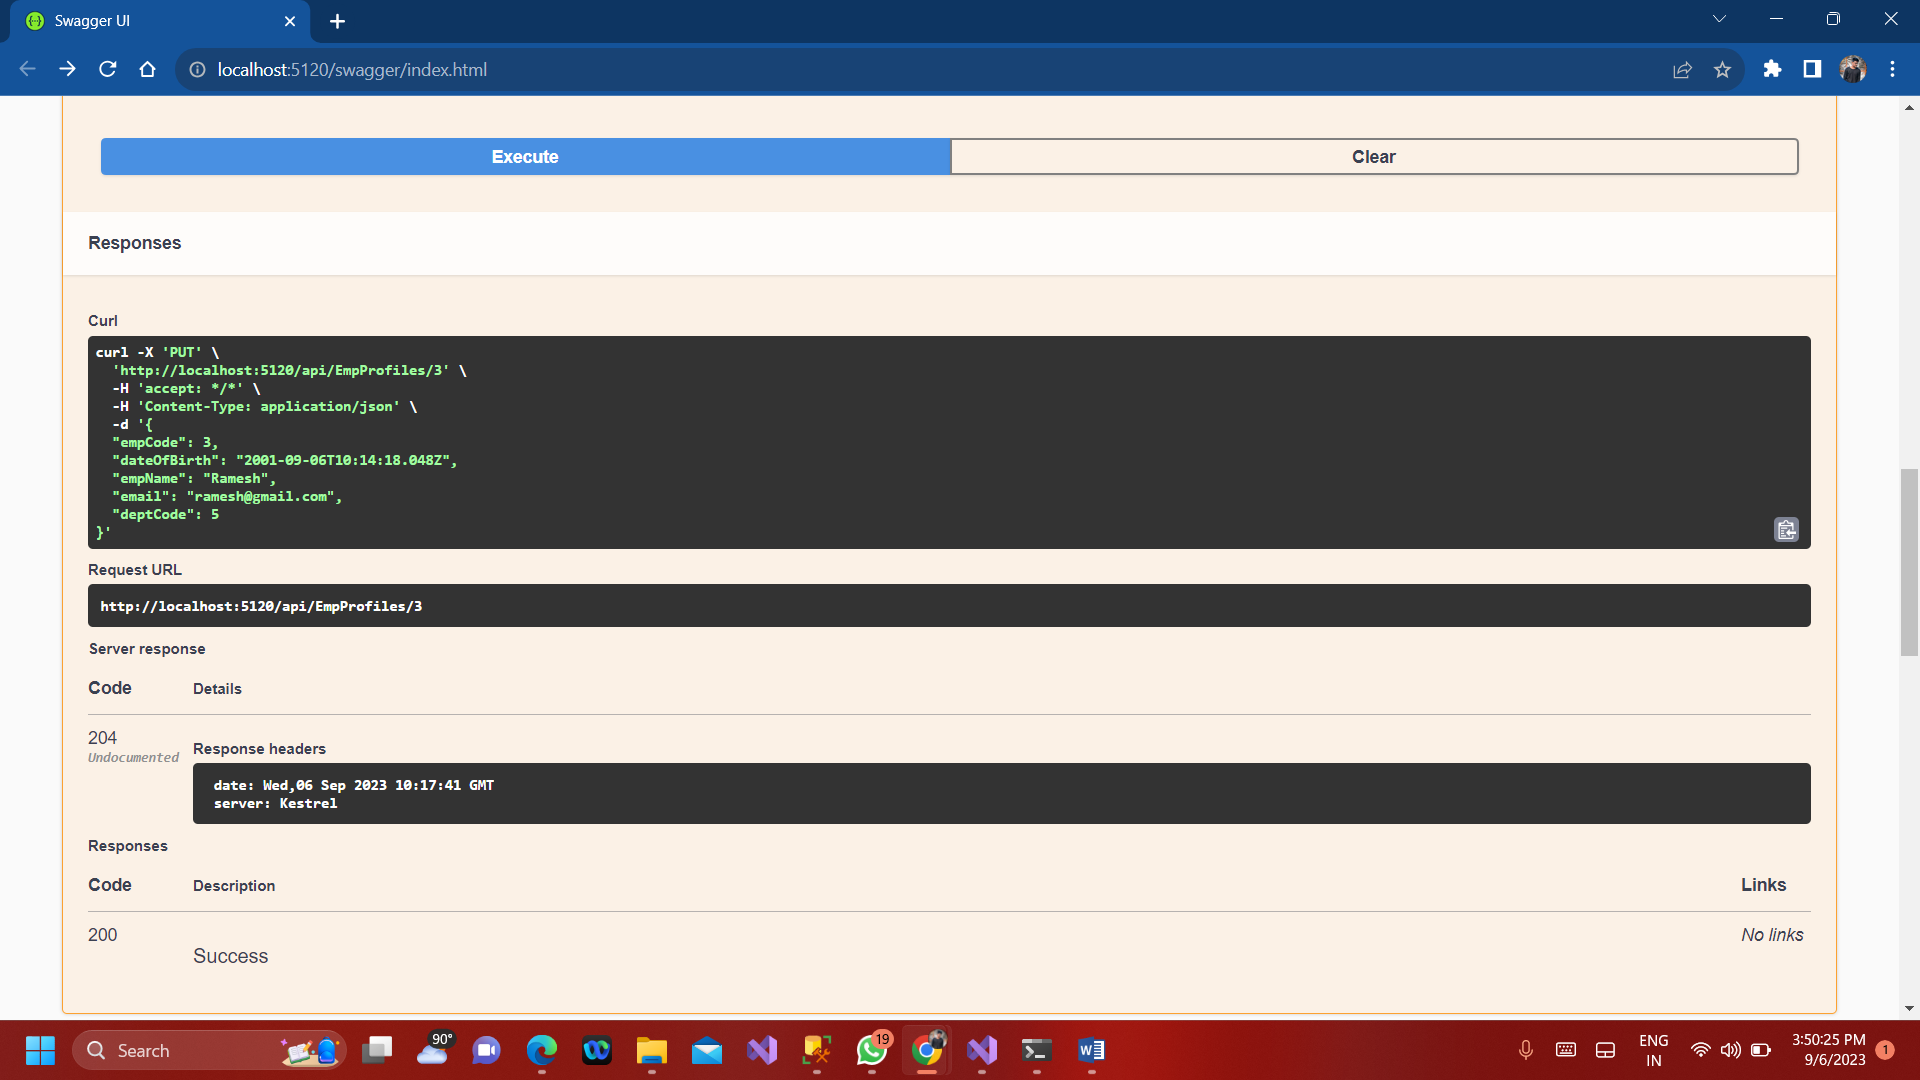 Swagger UI
localhost:5120/swagger/index.html
Execute
Clear
Responses
Curl
curl -X 'PUT' \
'http://localhost:5120/api/EmpProfiles/3' \
-H 'accept: */*' \
-H 'Content-Type: application/json' \
-d '{
"empCode": 3,
"dateOfBirth": "2001-09-06T10:14:18.048Z",
"empName": "Ramesh",
"email": "ramesh@gmail.com",
"deptCode": 5
}'
Request URL
http://localhost:5120/api/EmpProfiles/3
Server response
Code Details
204
Undocumented
Response headers
date: Wed,06 Sep 2023 10:17:41 GMT
server: Kestrel
Responses
Code Description Links
200
Success
No links
Search
90°
19
ENG
IN
3:50:25 PM
9/6/2023
1